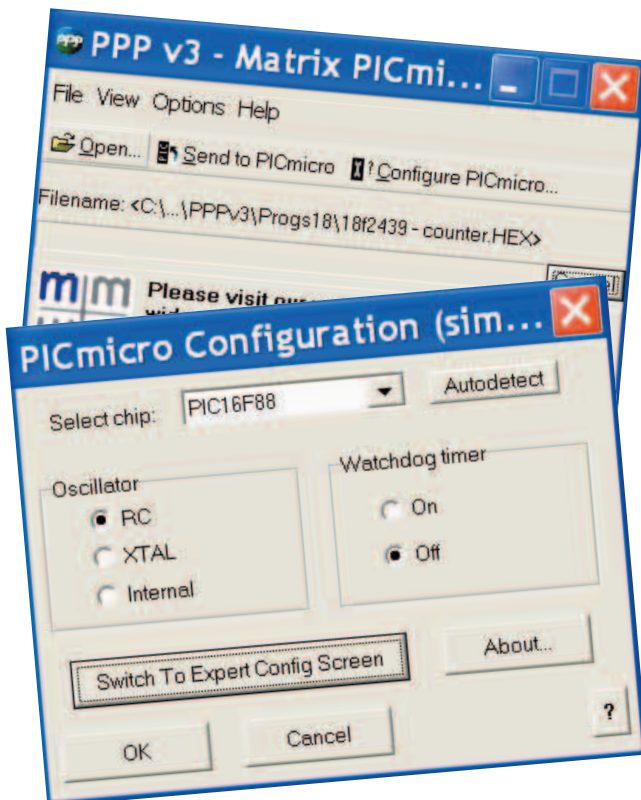 PPP v3 - Matrix PICmi...
File View Options Help
Open... Send to PICmicro Configure PICmicro...
Filename: <C:\...\PPPv3\Progs18\18f2439 - counter.HEX>
Please visit our
PICmicro Configuration (sim...
Select chip: PIC16F88 Autodetect
Oscillator
RC
XTAL
Internal
Watchdog timer
On
Off
Switch To Expert Config Screen
About...
OK
Cancel
?